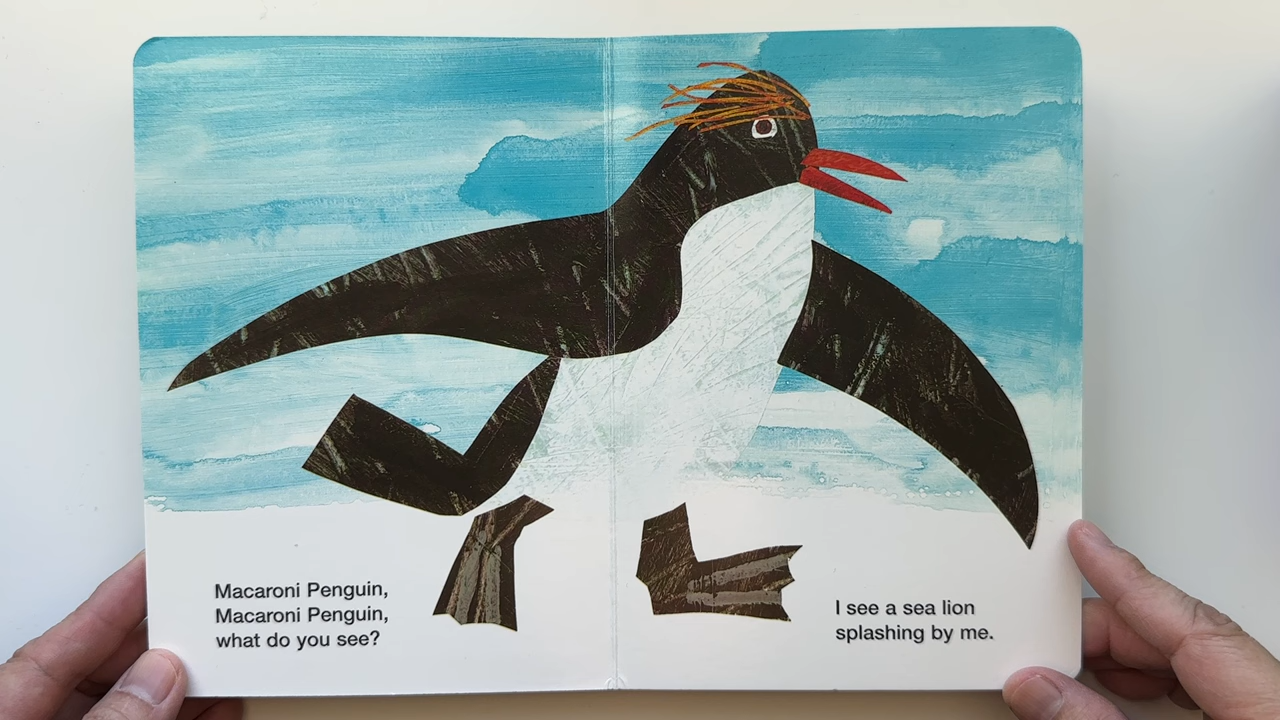 Macaroni Penguin,
Macaroni Penguin,
what do you see?
I see a sea lion
splashing by me.